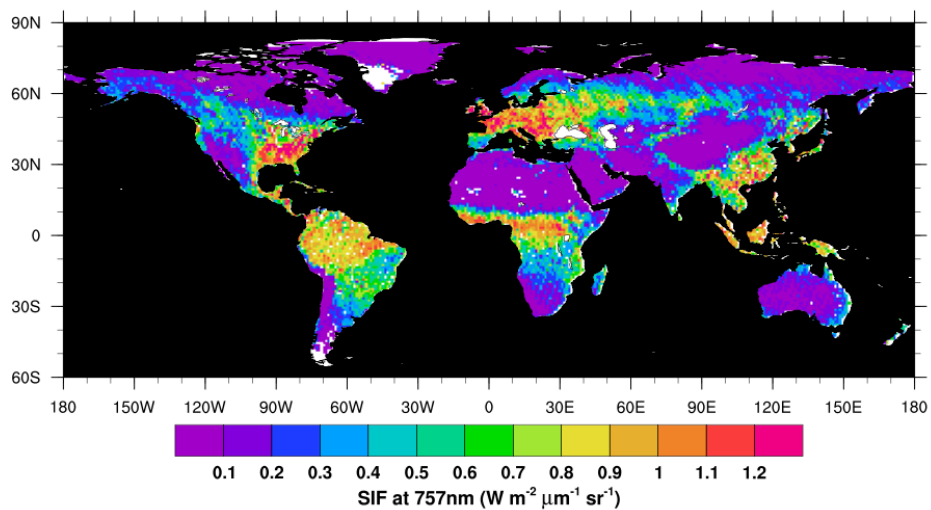 90N
60N
30N
0
30S
60S
180 150W 120W 90W 60W 30W 0 30E 60E 90E 120E 150E 180
0.1 0.2 0.3 0.4 0.5 0.6 0.7 0.8 0.9 1 1.1 1.2
SIF at 757nm (W m⁻² μm⁻¹ sr⁻¹)